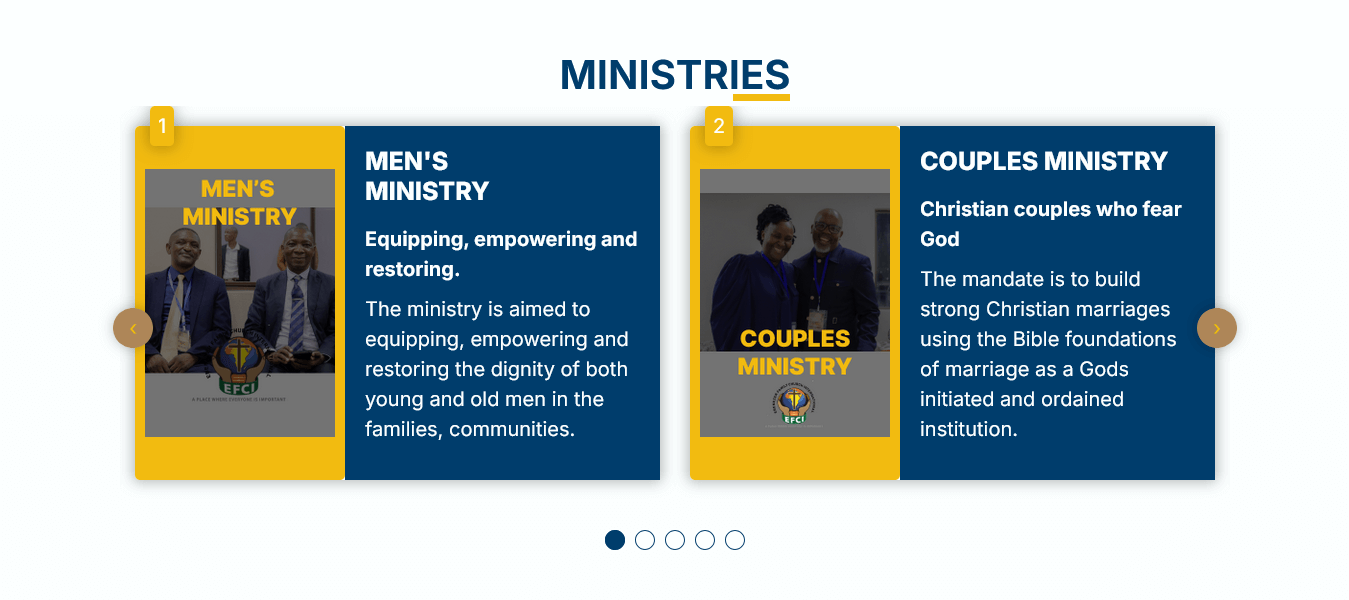 MINISTRIES
1
MEN'S
MINISTRY
EFCI
A PLACE WHERE EVERYONE IS IMPORTANT
MEN'S
MINISTRY
Equipping, empowering and
restoring.
The ministry is aimed to
equipping, empowering and
restoring the dignity of both
young and old men in the
families, communities.
2
COUPLES
MINISTRY
EFCI
COUPLES MINISTRY
Christian couples who fear
God
The mandate is to build
strong Christian marriages
using the Bible foundations
of marriage as a Gods
initiated and ordained
institution.
‹
›